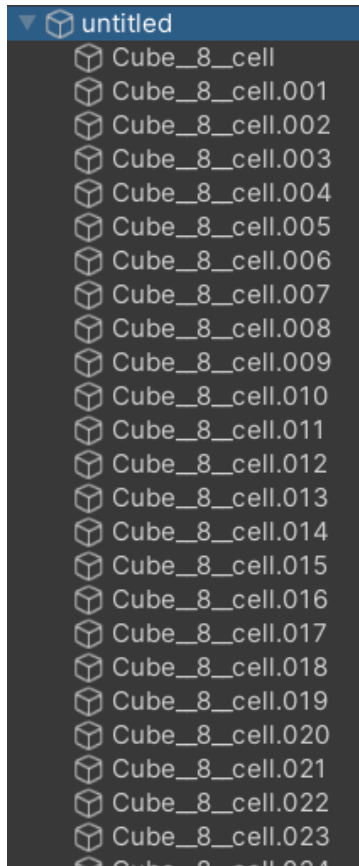 untitled
Cube__8__cell
Cube__8__cell.001
Cube__8__cell.002
Cube__8__cell.003
Cube__8__cell.004
Cube__8__cell.005
Cube__8__cell.006
Cube__8__cell.007
Cube__8__cell.008
Cube__8__cell.009
Cube__8__cell.010
Cube__8__cell.011
Cube__8__cell.012
Cube__8__cell.013
Cube__8__cell.014
Cube__8__cell.015
Cube__8__cell.016
Cube__8__cell.017
Cube__8__cell.018
Cube__8__cell.019
Cube__8__cell.020
Cube__8__cell.021
Cube__8__cell.022
Cube__8__cell.023